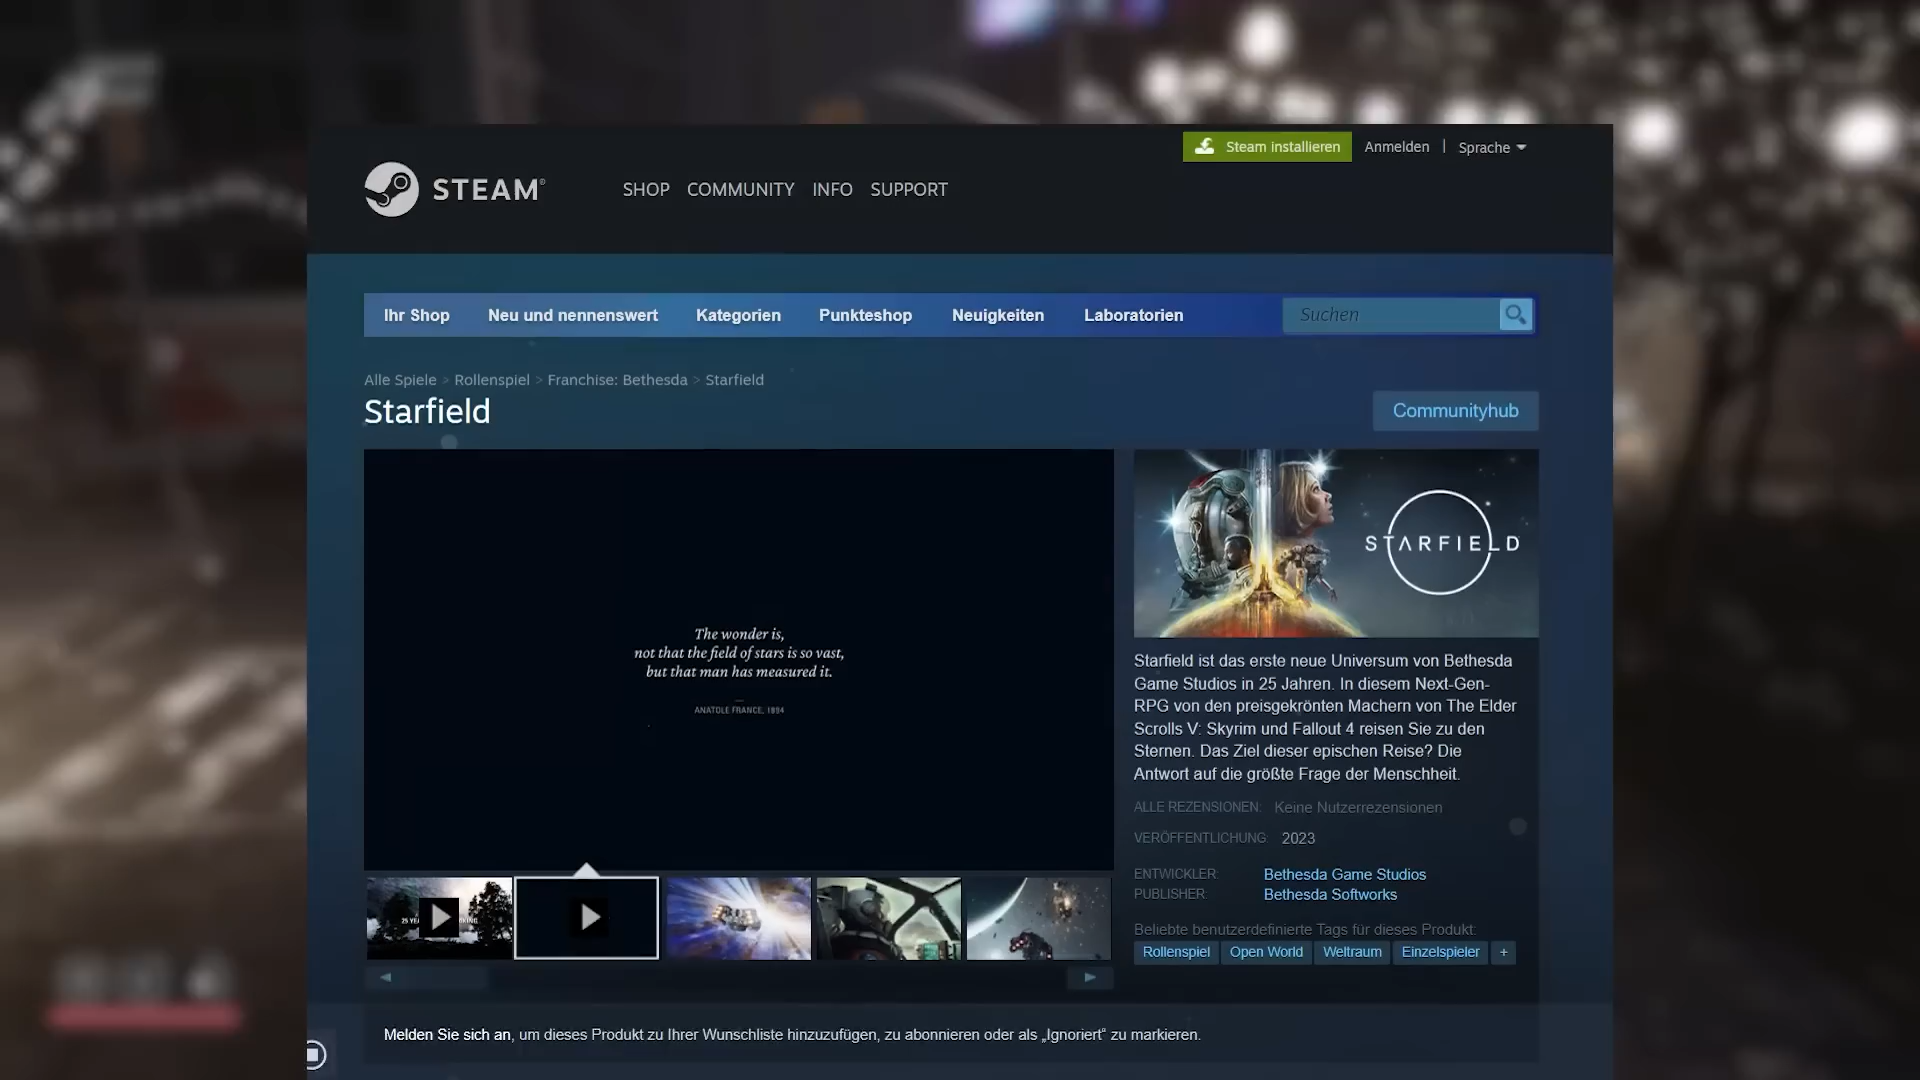 Steam installieren
Anmelden | Sprache
STEAM®
SHOP COMMUNITY INFO SUPPORT
Ihr Shop Neu und nennenswert Kategorien Punkteshop Neuigkeiten Laboratorien Suchen
Alle Spiele > Rollenspiel > Franchise: Bethesda > Starfield
Starfield
Communityhub
The wonder is,
not that the field of stars is so vast,
but that man has measured it.
ANATOLE FRANCE, 1894
STARFIELD
Starfield ist das erste neue Universum von Bethesda
Game Studios in 25 Jahren. In diesem Next-Gen-
RPG von den preisgekrönten Machern von The Elder
Scrolls V: Skyrim und Fallout 4 reisen Sie zu den
Sternen. Das Ziel dieser epischen Reise? Die
Antwort auf die größte Frage der Menschheit.
ALLE REZENSIONEN: Keine Nutzerrezensionen
VERÖFFENTLICHUNG: 2023
ENTWICKLER: Bethesda Game Studios
PUBLISHER: Bethesda Softworks
Beliebte benutzerdefinierte Tags für dieses Produkt:
Rollenspiel Open World Weltraum Einzelspieler +
Melden Sie sich an, um dieses Produkt zu Ihrer Wunschliste hinzuzufügen, zu abonnieren oder als „Ignoriert“ zu markieren.